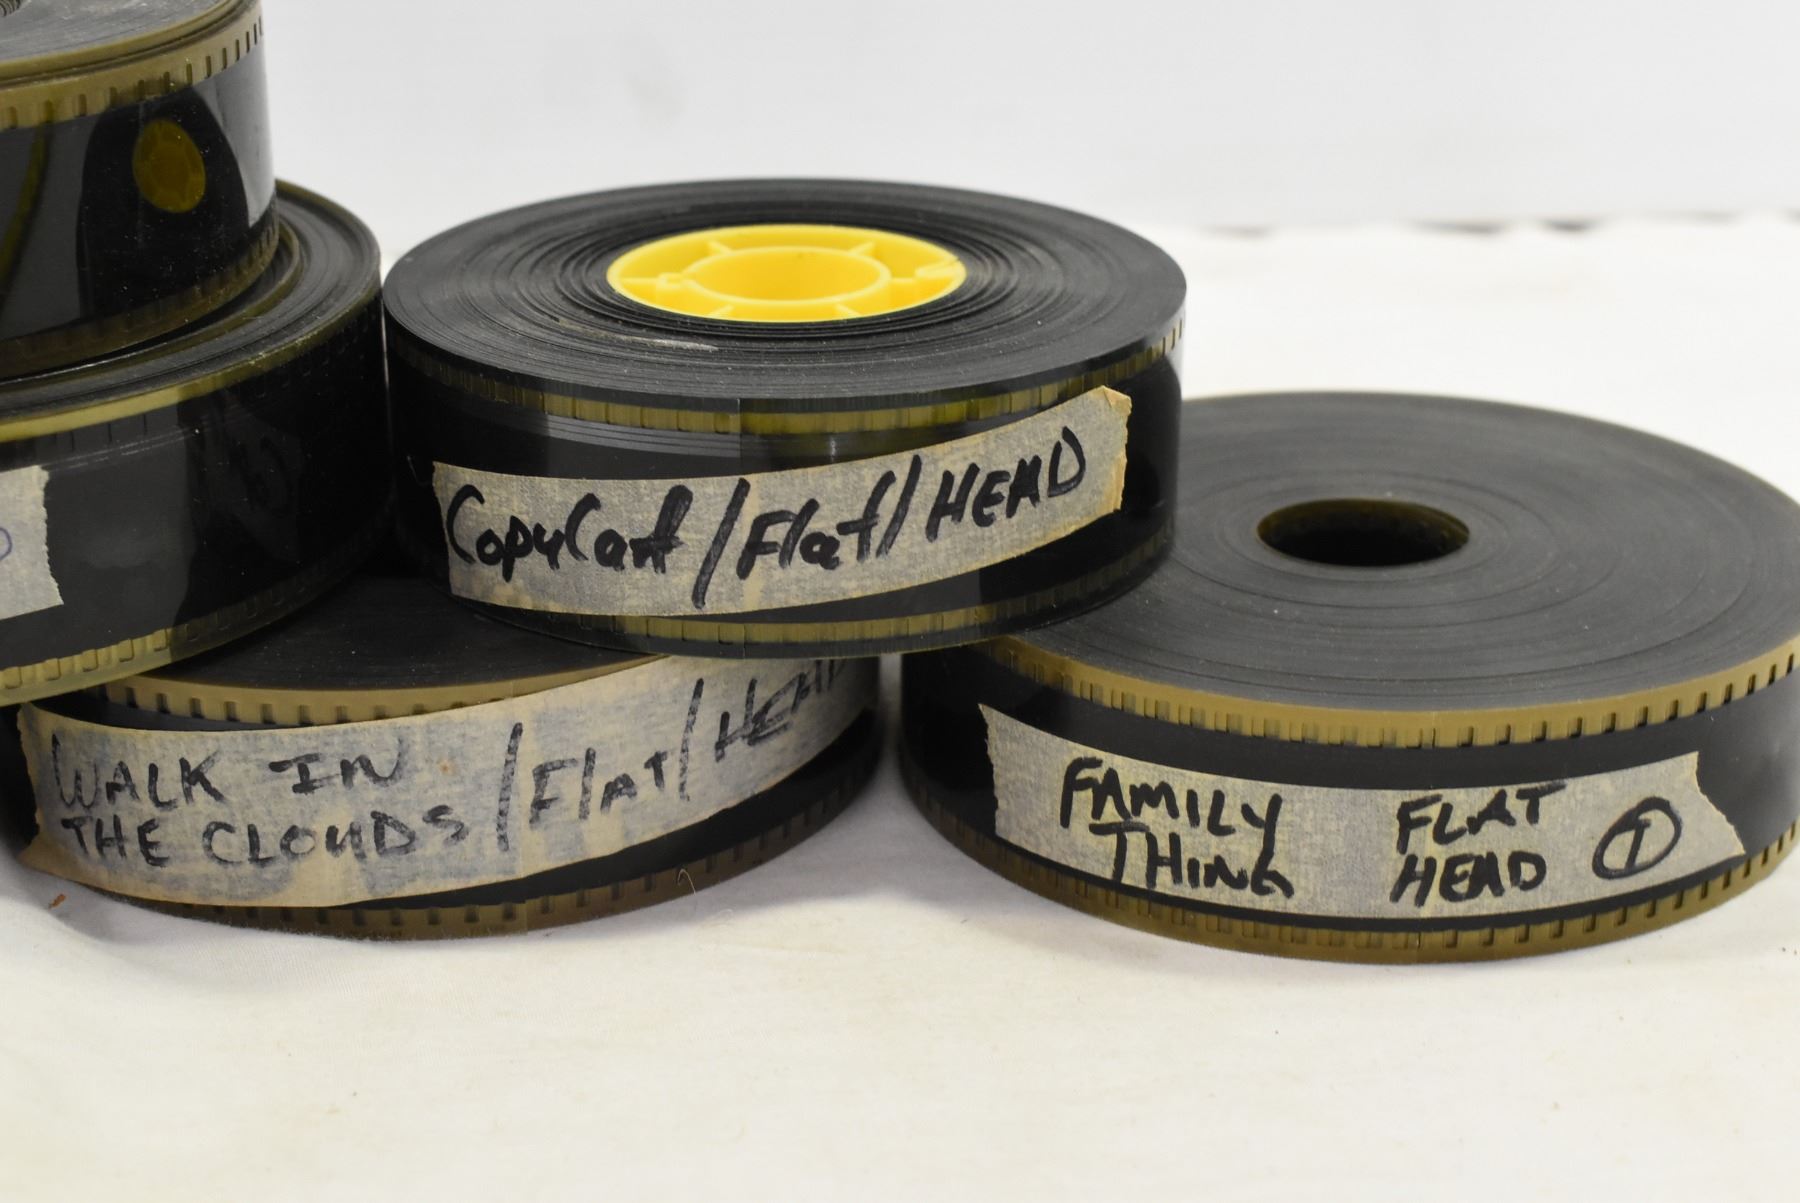 CopyCat/Flat/HEAD
WALK IN
THE CLOUDS/Flat/HEAD
FAMILY
THING
FLAT
HEAD
1